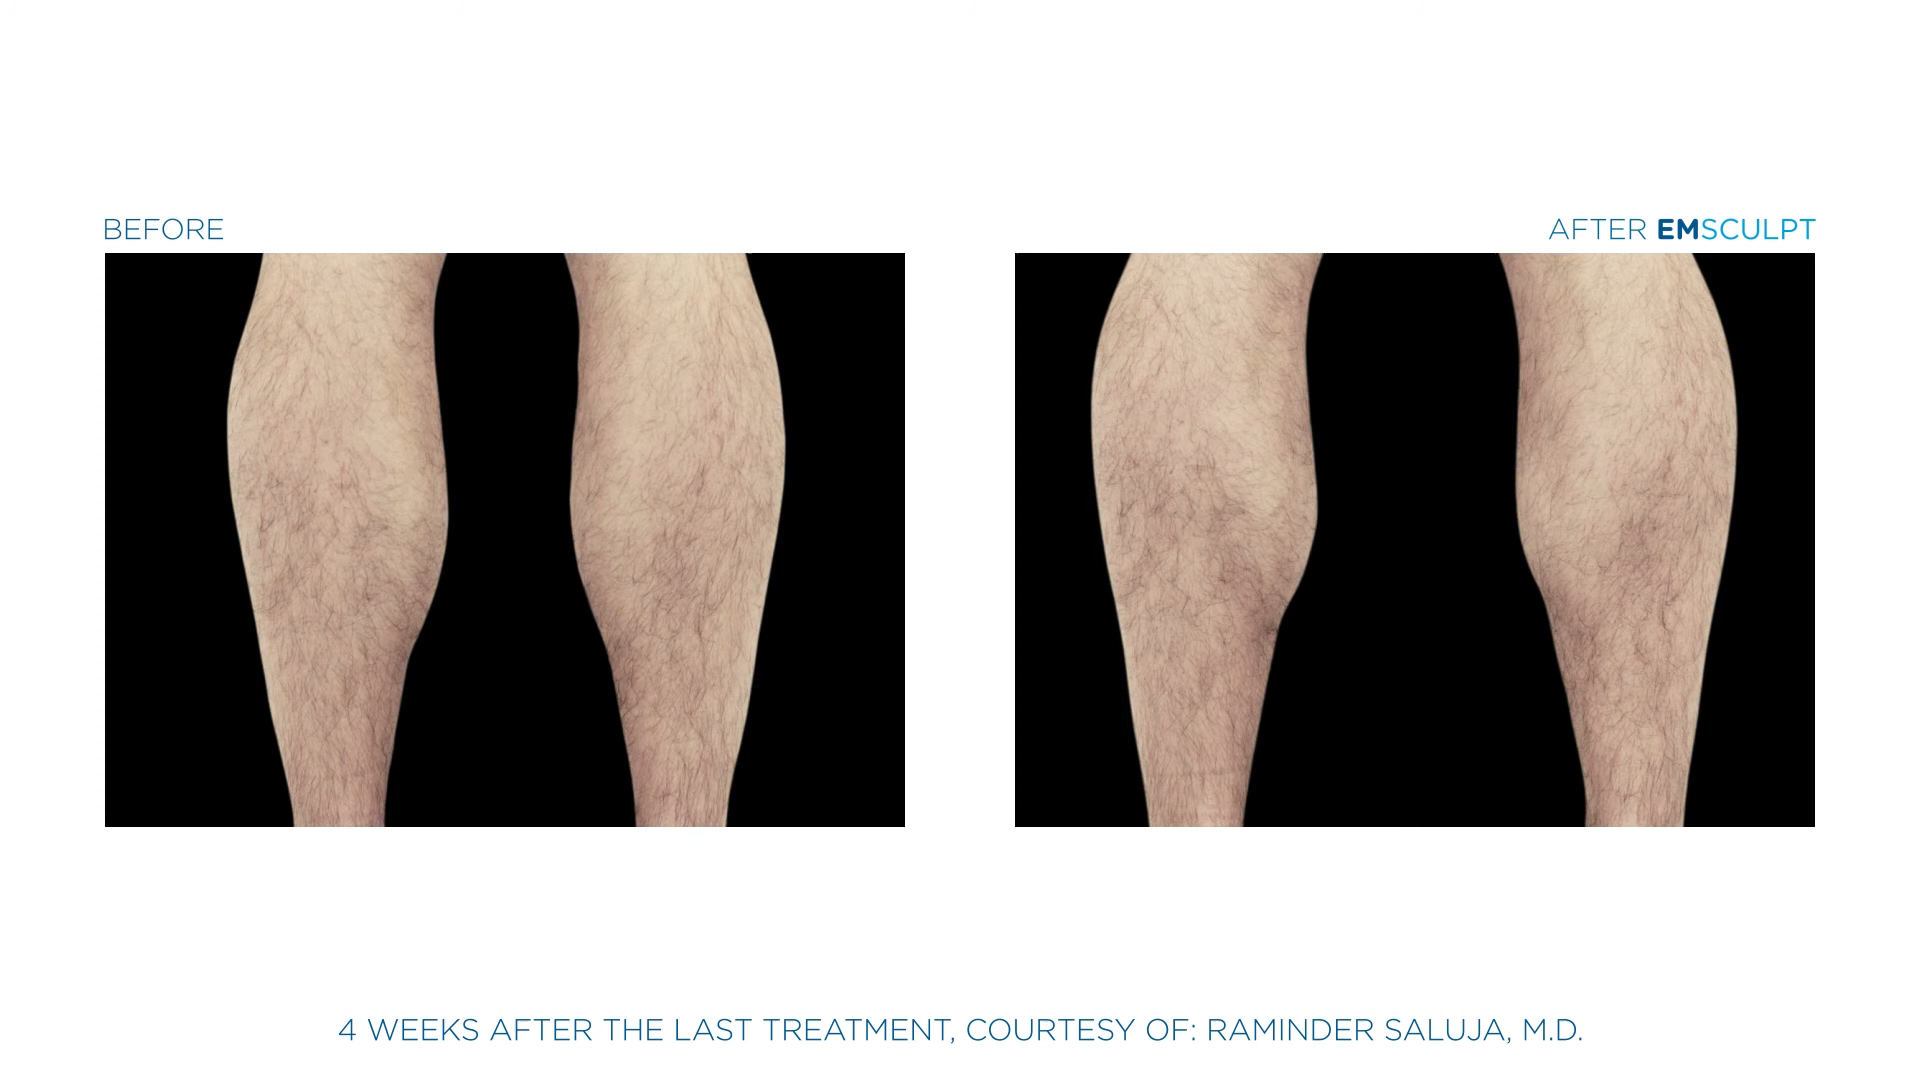 BEFORE
AFTER EMSCULPT
4 WEEKS AFTER THE LAST TREATMENT, COURTESY OF: RAMINDER SALUJA, M.D.